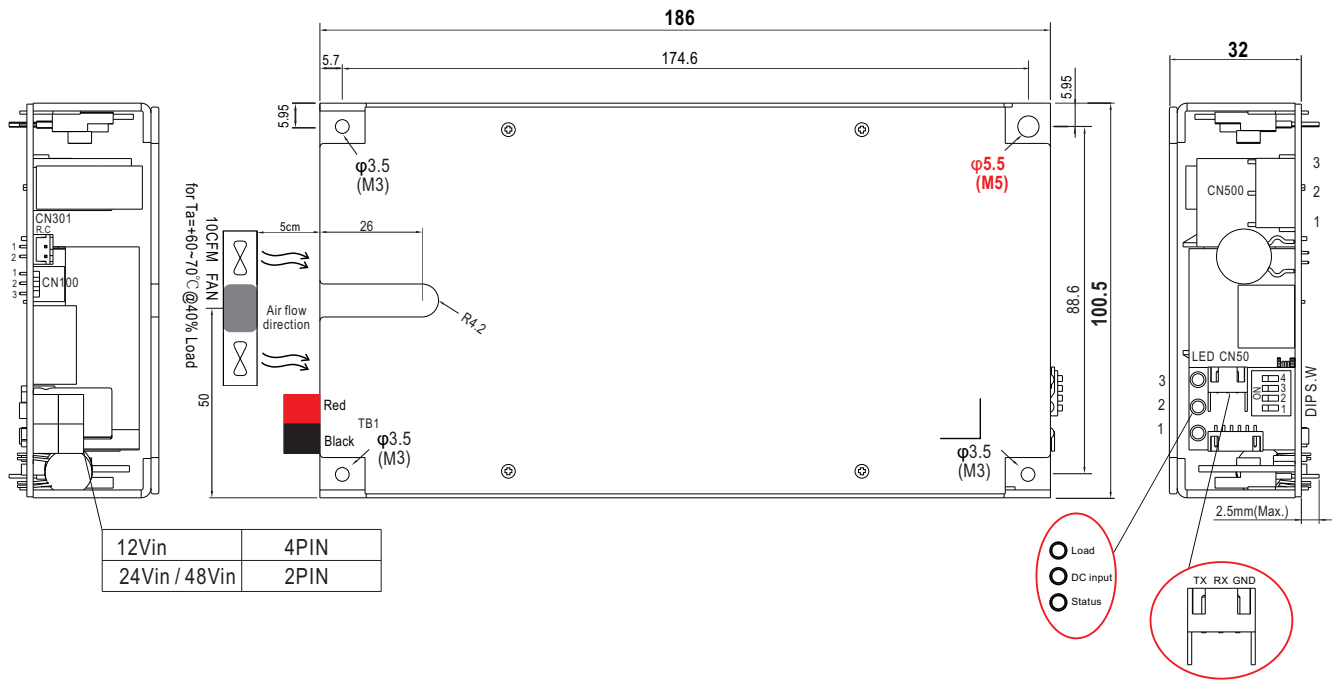 186
174.6
5.7
5.95
5.95
32
φ3.5
(M3)
φ5.5
(M5)
CN301
R.C
1
2
CN100
1
2
3
10CFM FAN
for Ta=+60~70℃@40% Load
5cm
26
Air flow
direction
R4.2
88.6
100.5
50
Red
Black
TB1
φ3.5
(M3)
φ3.5
(M3)
CN500
3
2
1
LED CN50
3
2
1
ON
4
3
2
1
DIP S.W
2.5mm(Max.)
12Vin 4PIN
24Vin / 48Vin 2PIN
Load
DC input
Status
TX RX GND